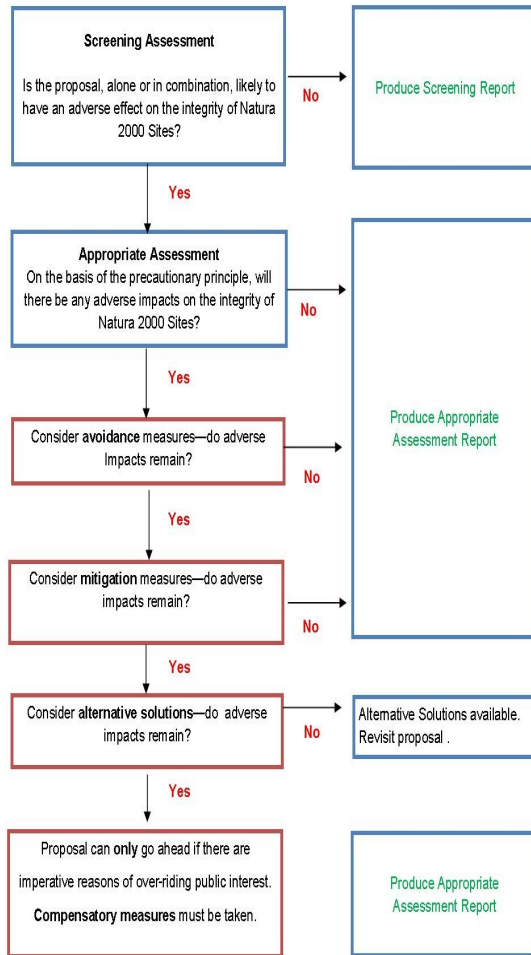 Screening Assessment
Is the proposal, alone or in combination, likely to
have an adverse effect on the integrity of Natura
2000 Sites?
No
Produce Screening Report
Yes
Appropriate Assessment
On the basis of the precautionary principle, will
there be any adverse impacts on the integrity of
Natura 2000 Sites?
No
Yes
Consider avoidance measures—do adverse
Impacts remain?
No
Produce Appropriate
Assessment Report
Yes
Consider mitigation measures—do adverse
impacts remain?
No
Yes
Consider alternative solutions—do adverse
impacts remain?
No
Alternative Solutions available.
Revisit proposal .
Yes
Proposal can only go ahead if there are
imperative reasons of over-riding public interest.
Compensatory measures must be taken.
Produce Appropriate
Assessment Report